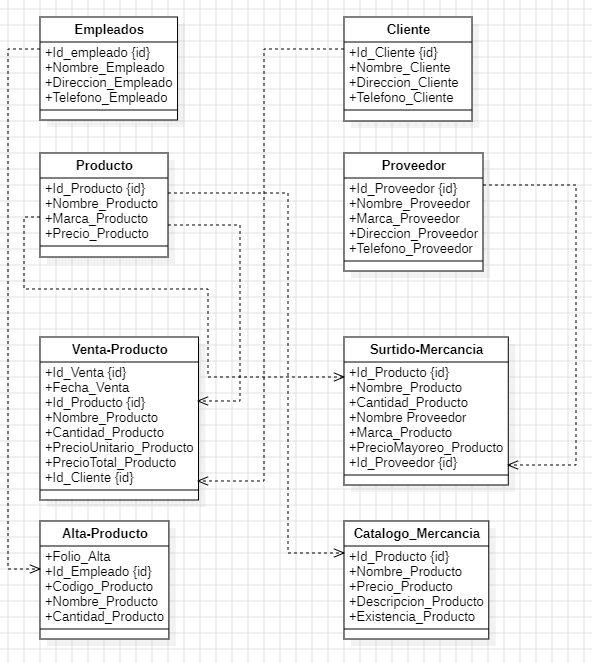 Empleados
+Id_empleado {id}
+Nombre_Empleado
+Direccion_Empleado
+Telefono_Empleado
Cliente
+Id_Cliente {id}
+Nombre_Cliente
+Direccion_Cliente
+Telefono_Cliente
Producto
+Id_Producto {id}
+Nombre_Producto
+Marca_Producto
+Precio_Producto
Proveedor
+Id_Proveedor {id}
+Nombre_Proveedor
+Marca_Proveedor
+Direccion_Proveedor
+Telefono_Proveedor
Venta-Producto
+Id_Venta {id}
+Fecha_Venta
+Id_Producto {id}
+Nombre_Producto
+Cantidad_Producto
+PrecioUnitario_Producto
+PrecioTotal_Producto
+Id_Cliente {id}
Surtido-Mercancia
+Id_Producto {id}
+Nombre_Producto
+Cantidad_Producto
+Nombre Proveedor
+Marca_Producto
+PrecioMayoreo_Producto
+Id_Proveedor {id}
Alta-Producto
+Folio_Alta
+Id_Empleado {id}
+Codigo_Producto
+Nombre_Producto
+Cantidad_Producto
Catalogo_Mercancia
+Id_Producto {id}
+Nombre_Producto
+Precio_Producto
+Descripcion_Producto
+Existencia_Producto